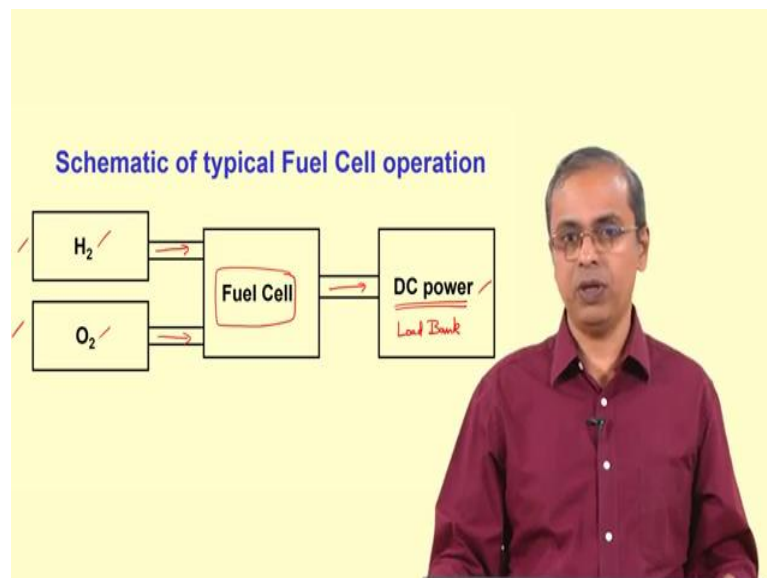 Schematic of typical Fuel Cell operation
H₂
O₂
Fuel Cell
DC power
Load Bank